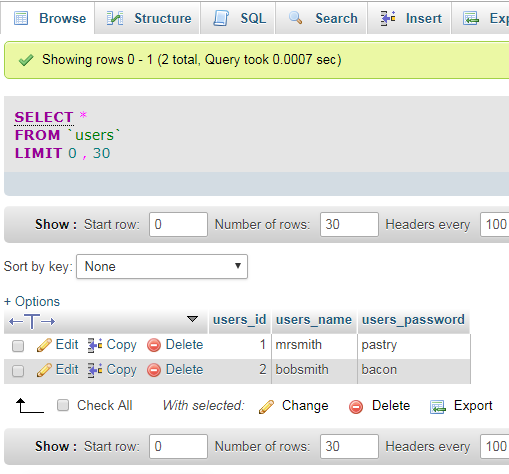 Browse Structure SQL Search Insert Exp
Showing rows 0 - 1 (2 total, Query took 0.0007 sec)
SELECT *
FROM `users`
LIMIT 0 , 30
Show : Start row: 0 Number of rows: 30 Headers every 100
Sort by key: None
+ Options
←T→ users_id users_name users_password
Edit Copy Delete 1 mrsmith pastry
Edit Copy Delete 2 bobsmith bacon
Check All With selected: Change Delete Export
Show : Start row: 0 Number of rows: 30 Headers every 100